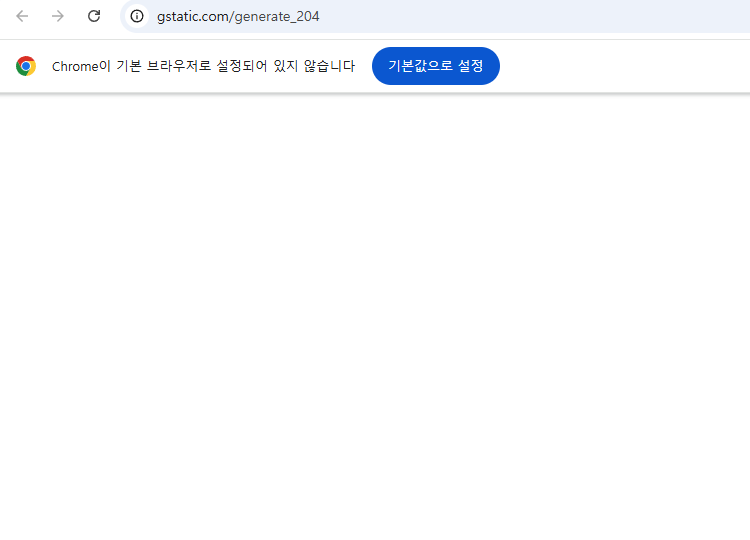 gstatic.com/generate_204
Chrome이 기본 브라우저로 설정되어 있지 않습니다 기본값으로 설정